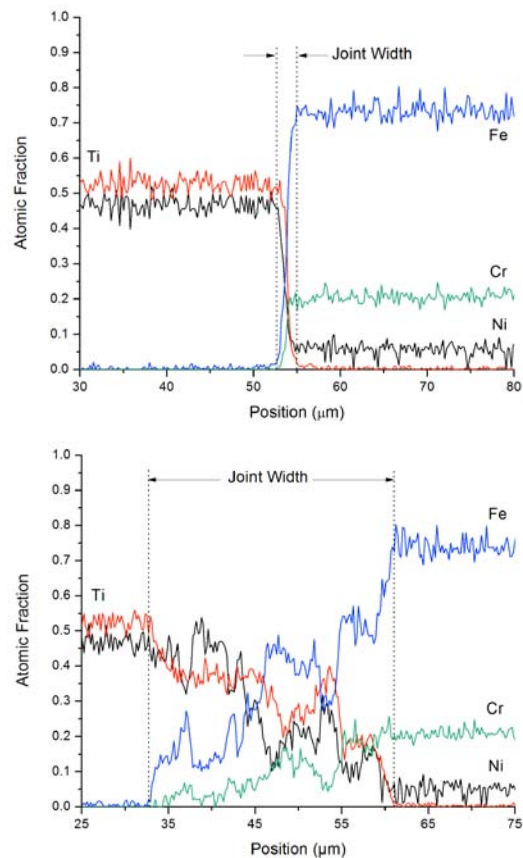 Joint Width
1.0
0.9
0.8
0.7
0.6
0.5
0.4
0.3
0.2
0.1
0.0
Atomic Fraction
Ti
Fe
Cr
Ni
30 40 50 60 70 80
Position (μm)
Joint Width
1.0
0.9
0.8
0.7
0.6
0.5
0.4
0.3
0.2
0.1
0.0
Atomic Fraction
Ti
Fe
Cr
Ni
25 35 45 55 65 75
Position (μm)